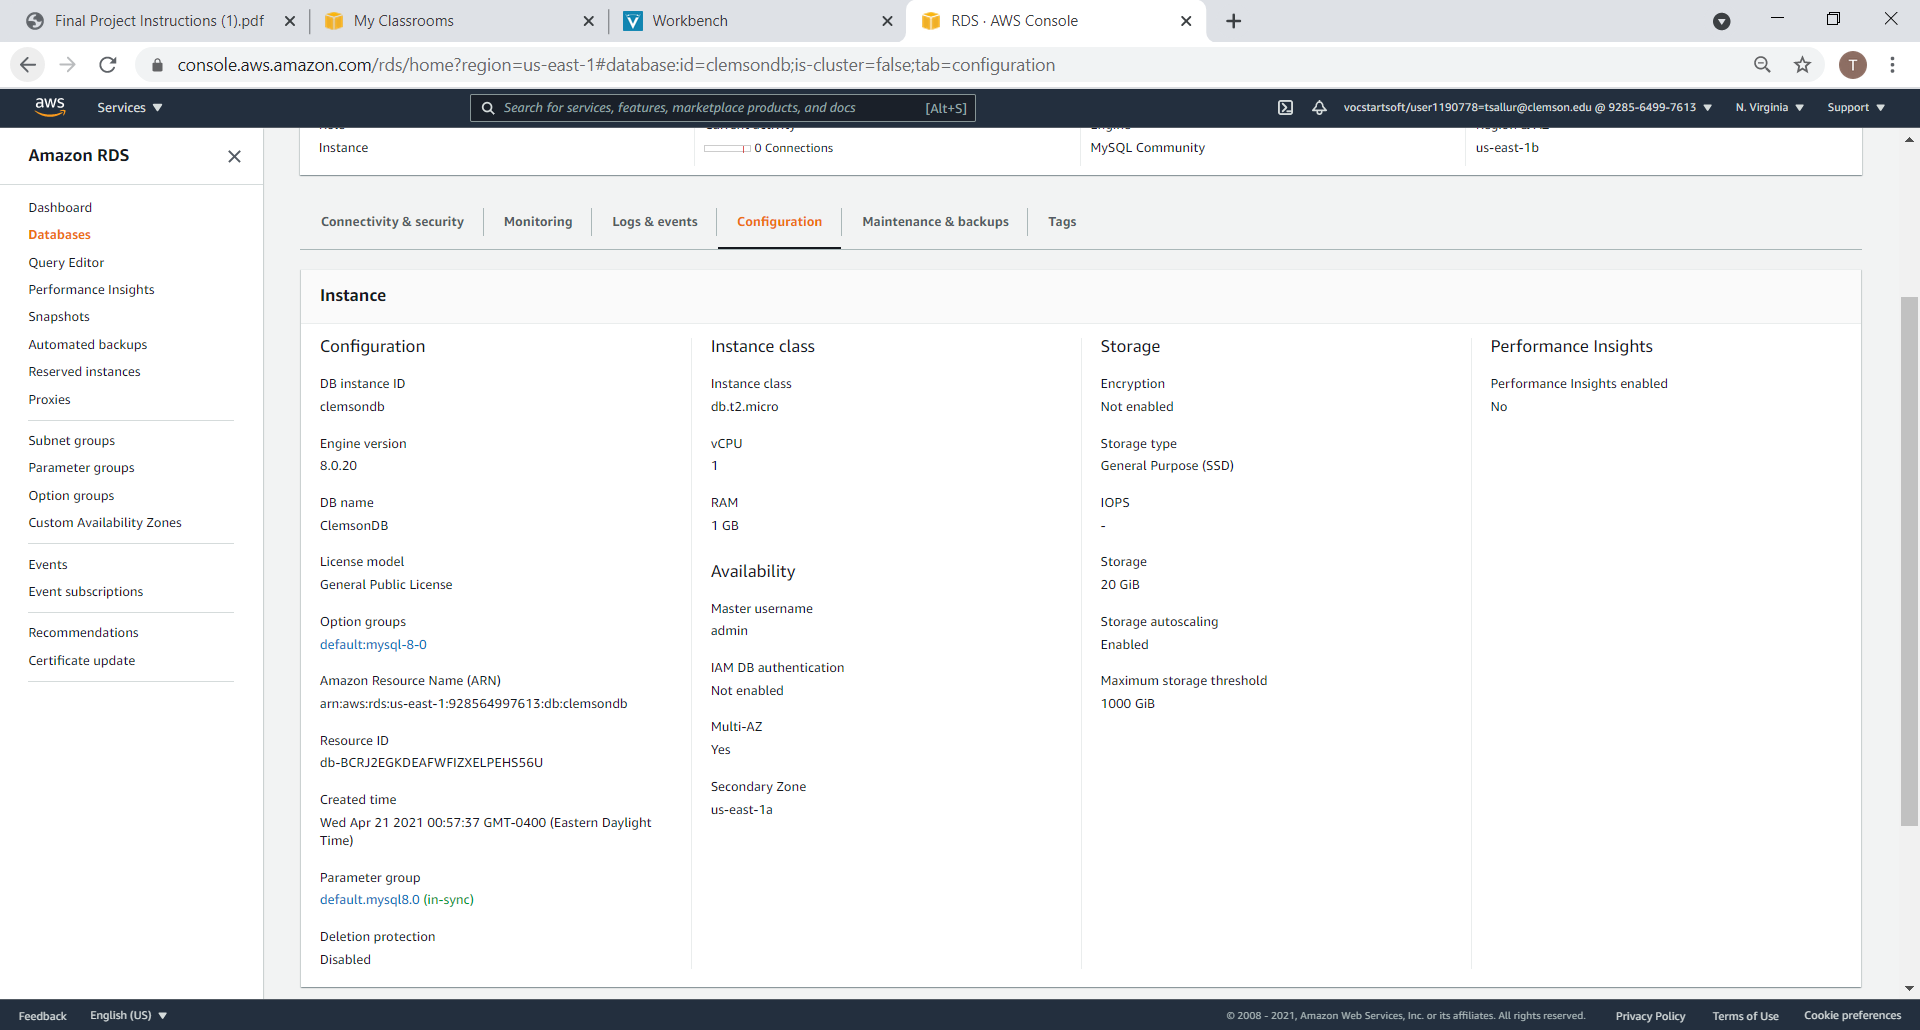 Final Project Instructions (1).pdf
My Classrooms
Workbench
RDS · AWS Console
console.aws.amazon.com/rds/home?region=us-east-1#database:id=clemsondb;is-cluster=false;tab=configuration
T
aws
Services
Search for services, features, marketplace products, and docs
[Alt+S]
vocstartsoft/user1190778=tsallur@clemson.edu @ 9285-6499-7613
N. Virginia
Support
Amazon RDS
Dashboard
Databases
Query Editor
Performance Insights
Snapshots
Automated backups
Reserved instances
Proxies
Subnet groups
Parameter groups
Option groups
Custom Availability Zones
Events
Event subscriptions
Recommendations
Certificate update
Instance
Current activity
0 Connections
Engine
MySQL Community
us-east-1b
Connectivity & security
Monitoring
Logs & events
Configuration
Maintenance & backups
Tags
Instance
Configuration
DB instance ID
clemsondb
Engine version
8.0.20
DB name
ClemsonDB
License model
General Public License
Option groups
default:mysql-8-0
Amazon Resource Name (ARN)
arn:aws:rds:us-east-1:928564997613:db:clemsondb
Resource ID
db-BCRJ2EGKDEAFWFIZXELPEHS56U
Created time
Wed Apr 21 2021 00:57:37 GMT-0400 (Eastern Daylight
Time)
Parameter group
default.mysql8.0 (in-sync)
Deletion protection
Disabled
Instance class
Instance class
db.t2.micro
vCPU
1
RAM
1 GB
Availability
Master username
admin
IAM DB authentication
Not enabled
Multi-AZ
Yes
Secondary Zone
us-east-1a
Storage
Encryption
Not enabled
Storage type
General Purpose (SSD)
IOPS
-
Storage
20 GiB
Storage autoscaling
Enabled
Maximum storage threshold
1000 GiB
Performance Insights
Performance Insights enabled
No
Feedback
English (US)
© 2008 - 2021, Amazon Web Services, Inc. or its affiliates. All rights reserved.
Privacy Policy
Terms of Use
Cookie preferences